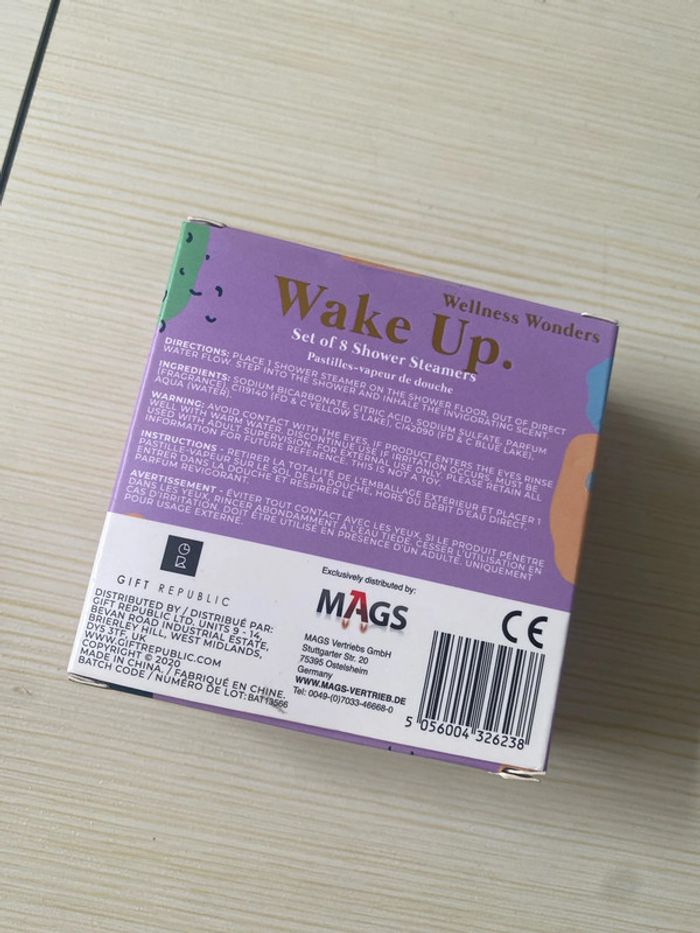 Wellness Wonders
Wake Up.
Set of 8 Shower Steamers
Pastilles-vapeur de douche
DIRECTIONS: PLACE 1 SHOWER STEAMER ON THE SHOWER FLOOR, OUT OF DIRECT
WATER FLOW. STEP INTO THE SHOWER AND INHALE THE INVIGORATING SCENT.
INGREDIENTS: SODIUM BICARBONATE, CITRIC ACID, SODIUM SULFATE, PARFUM
(FRAGRANCE), CI19140 (FD & C YELLOW 5 LAKE), CI42090 (FD & C BLUE LAKE),
AQUA (WATER).
WARNING: AVOID CONTACT WITH THE EYES, IF PRODUCT ENTERS THE EYES RINSE
WELL WITH WARM WATER. DISCONTINUE USE IF IRRITATION OCCURS. MUST BE
USED WITH ADULT SUPERVISION. FOR EXTERNAL USE ONLY. PLEASE RETAIN ALL
INFORMATION FOR FUTURE REFERENCE. THIS IS NOT A TOY.
INSTRUCTIONS - RETIRER LA TOTALITÉ DE L'EMBALLAGE EXTÉRIEUR ET PLACER 1
PASTILLE-VAPEUR SUR LE SOL DE LA DOUCHE, HORS DU DÉBIT D'EAU DIRECT.
ENTRER DANS LA DOUCHE ET RESPIRER LE
PARFUM REVIGORANT.
AVERTISSEMENT - ÉVITER TOUT CONTACT AVEC LES YEUX. SI LE PRODUIT PÉNÈTRE
DANS LES YEUX, RINCER ABONDAMMENT À L'EAU TIEDE. CESSER L'UTILISATION EN
CAS D'IRRITATION. DOIT ÊTRE UTILISÉ EN PRÉSENCE D'UN ADULTE. UNIQUEMENT
POUR USAGE EXTERNE.
GIFT REPUBLIC
DISTRIBUTED BY / DISTRIBUÉ PAR:
GIFT REPUBLIC LTD. UNITS 9 - 14,
BEVAN ROAD INDUSTRIAL ESTATE,
BRIERLEY HILL, WEST MIDLANDS,
DY5 3TF, UK
WWW.GIFTREPUBLIC.COM
COPYRIGHT © 2020
MADE IN CHINA. / FABRIQUÉ EN CHINE.
BATCH CODE / NUMÉRO DE LOT: BAT13566
Exclusively distributed by:
MAGS
MAGS Vertriebs GmbH
Stuttgarter Str. 20
75395 Ostelsheim
Germany
WWW.MAGS-VERTRIEB.DE
Tel: 0049-(0)7033-46668-0
CE
5 056004 326238